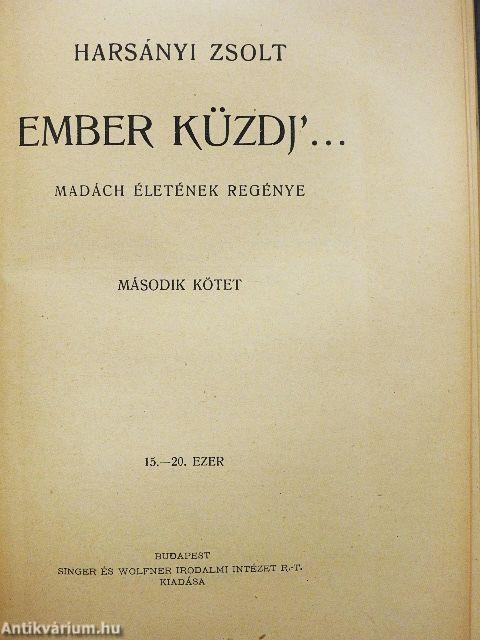 HARSÁNYI ZSOLT
EMBER KÜZDJ'...
MADÁCH ÉLETÉNEK REGÉNYE
MÁSODIK KÖTET
15.—20. EZER
BUDAPEST
SINGER ÉS WOLFNER IRODALMI INTÉZET R.-T.
KIADÁSA
Antikvárium.hu